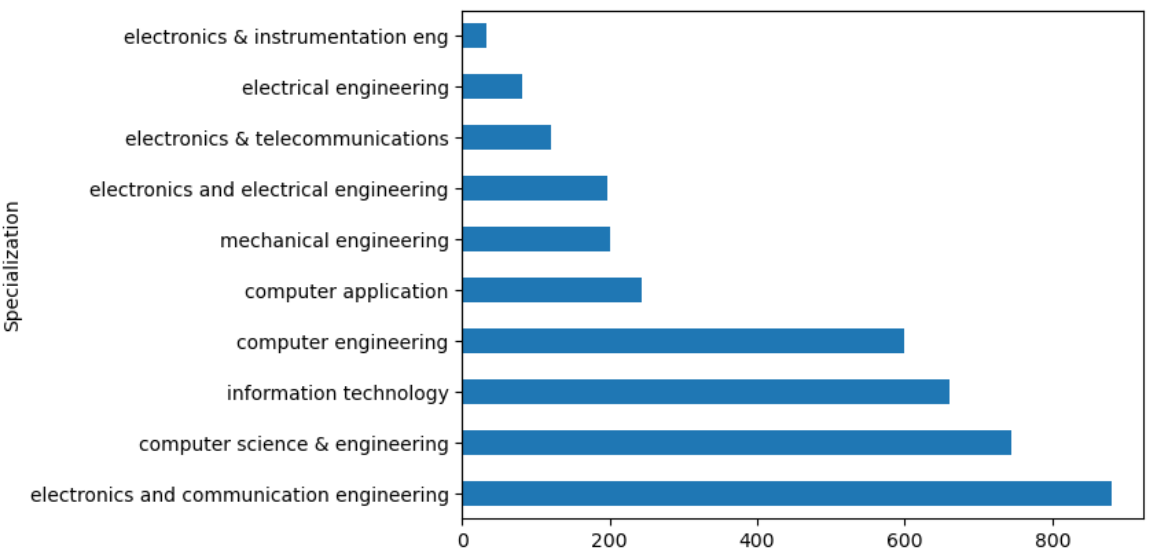 Specialization
electronics & instrumentation eng
electrical engineering
electronics & telecommunications
electronics and electrical engineering
mechanical engineering
computer application
computer engineering
information technology
computer science & engineering
electronics and communication engineering
0 200 400 600 800